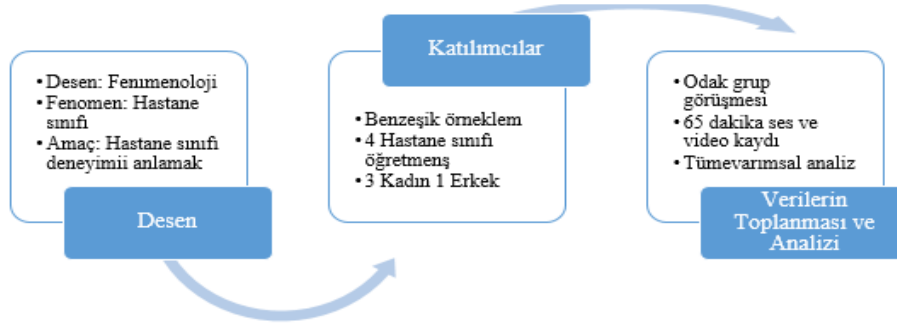 • Desen: Fenımenoloji
• Fenomen: Hastane
sınıfı
• Amaç: Hastane sınıfı
deneyimii anlamak
Desen
Katılımcılar
• Benzeşik örneklem
• 4 Hastane sınıfı
öğretmenş
• 3 Kadın 1 Erkek
• Odak grup
görüşmesi
• 65 dakika ses ve
video kaydı
• Tümevarımsal analiz
Verilerin
Toplanması ve
Analizi